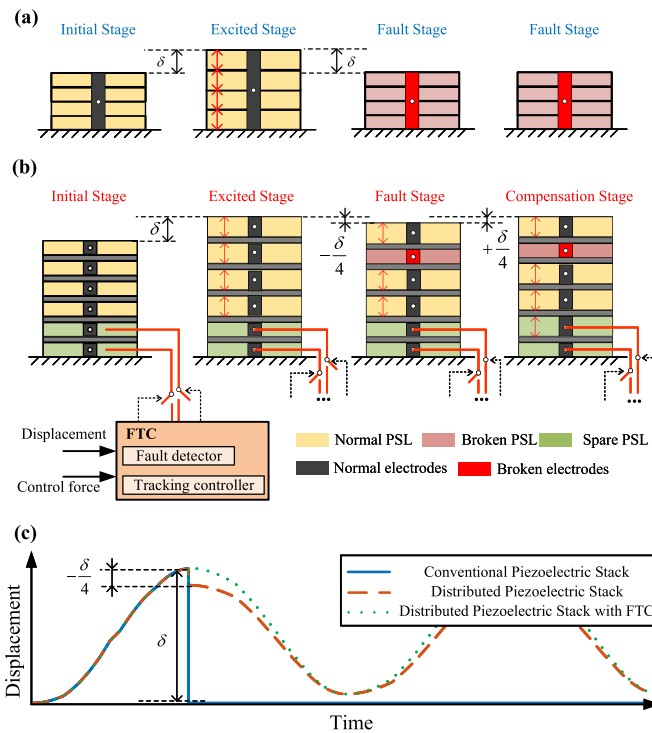 (a)
Initial Stage
Excited Stage
Fault Stage
Fault Stage
δ
δ
(b)
Initial Stage
Excited Stage
Fault Stage
Compensation Stage
δ
−δ/4
+δ/4
Displacement
Control force
FTC
Fault detector
Tracking controller
Normal PSL
Broken PSL
Spare PSL
Normal electrodes
Broken electrodes
(c)
Displacement
−δ/4
δ
Conventional Piezoelectric Stack
Distributed Piezoelectric Stack
Distributed Piezoelectric Stack with FTC
Time